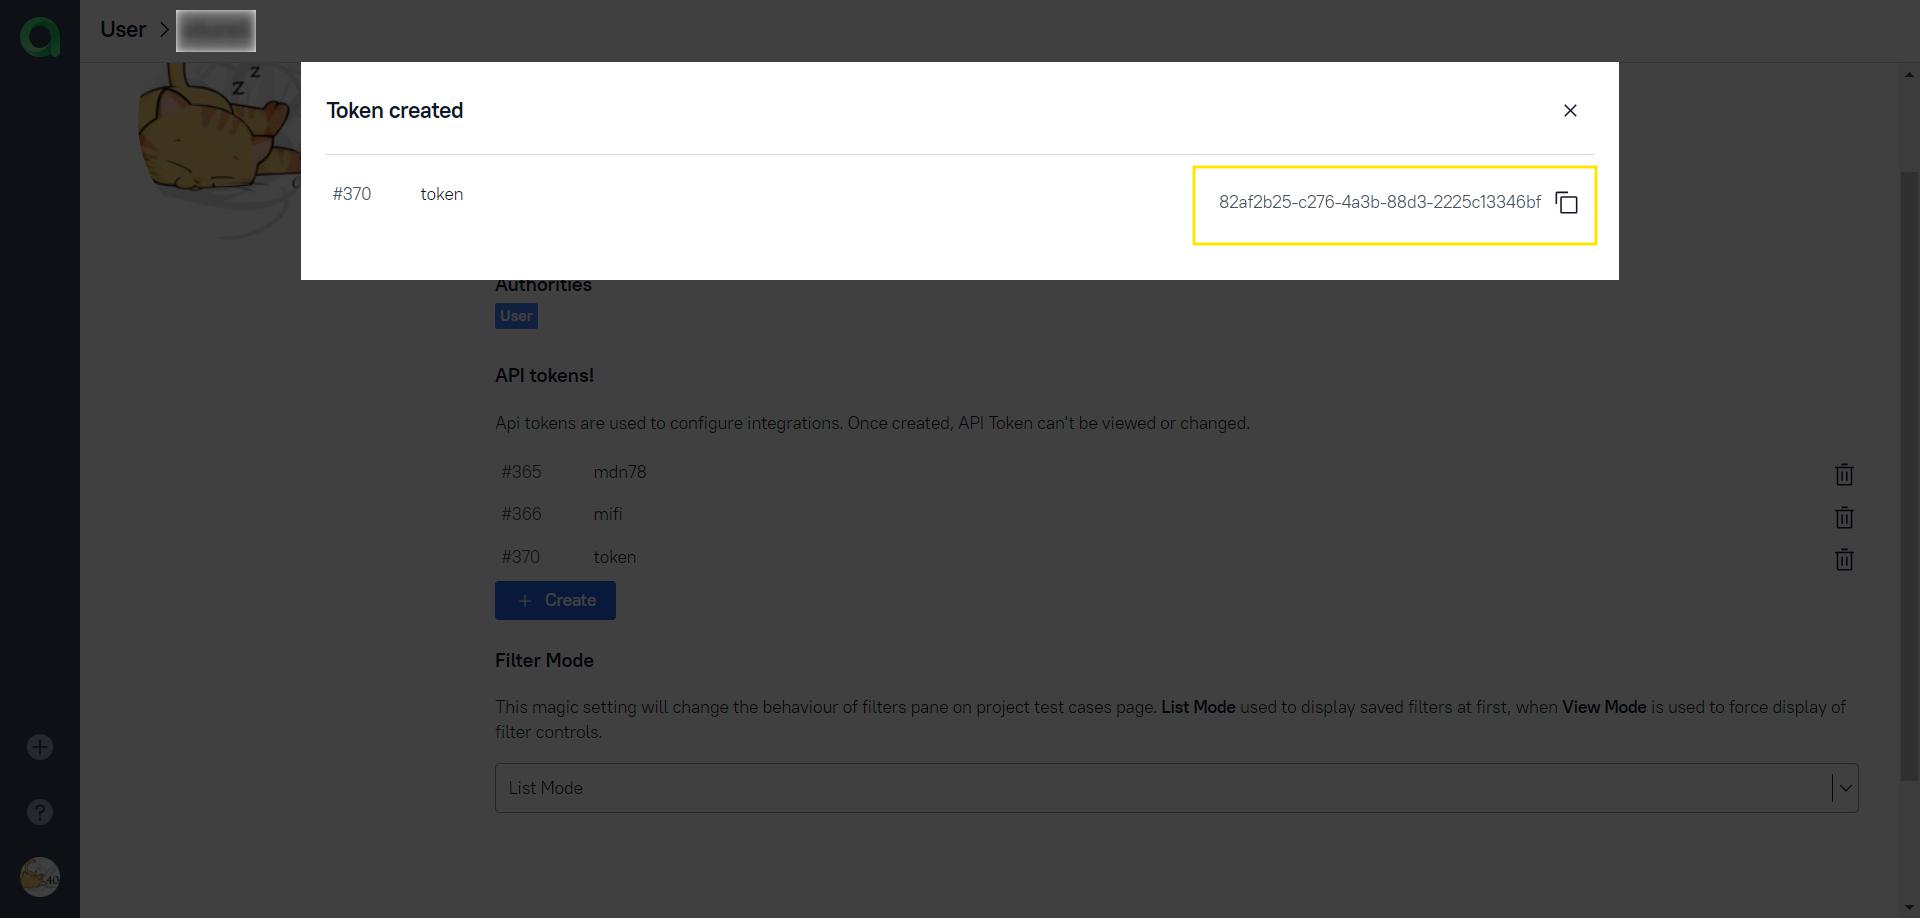 User >
Token created
#370 token 82af2b25-c276-4a3b-88d3-2225c13346bf
z z
Authorities
User
API tokens!
Api tokens are used to configure integrations. Once created, API Token can't be viewed or changed.
#365 mdn78
#366 mifi
#370 token
+ Create
Filter Mode
This magic setting will change the behaviour of filters pane on project test cases page. List Mode used to display saved filters at first, when View Mode is used to force display of
filter controls.
List Mode